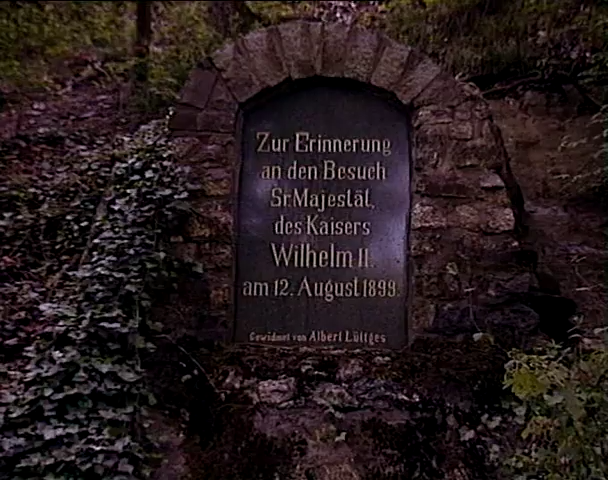 Zur Erinnerung
an den Besuch
Sr. Majestät,
des Kaisers
Wilhelm II.
am 12. August 1899.
Gewidmet von Albert Lüttges